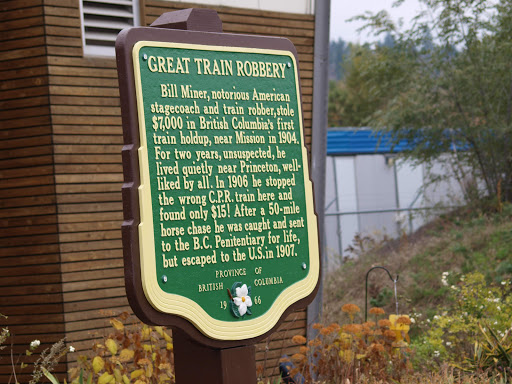 "GREAT TRAIN ROBBERY"
Bill Miner, notorious American
stagecoach and train robber, stole
$7,000 in British Columbia's first
train holdup, near Mission in 1904.
For two years, unsuspected, he
lived quietly near Princeton, well-
liked by all. In 1906 he stopped
the wrong C.P.R. train here and
found only $15! After a 50-mile
horse chase he was caught and sent
to the B.C. Penitentiary for life,
but escaped to the U.S. in 1907.
PROVINCE OF
BRITISH COLUMBIA
1966